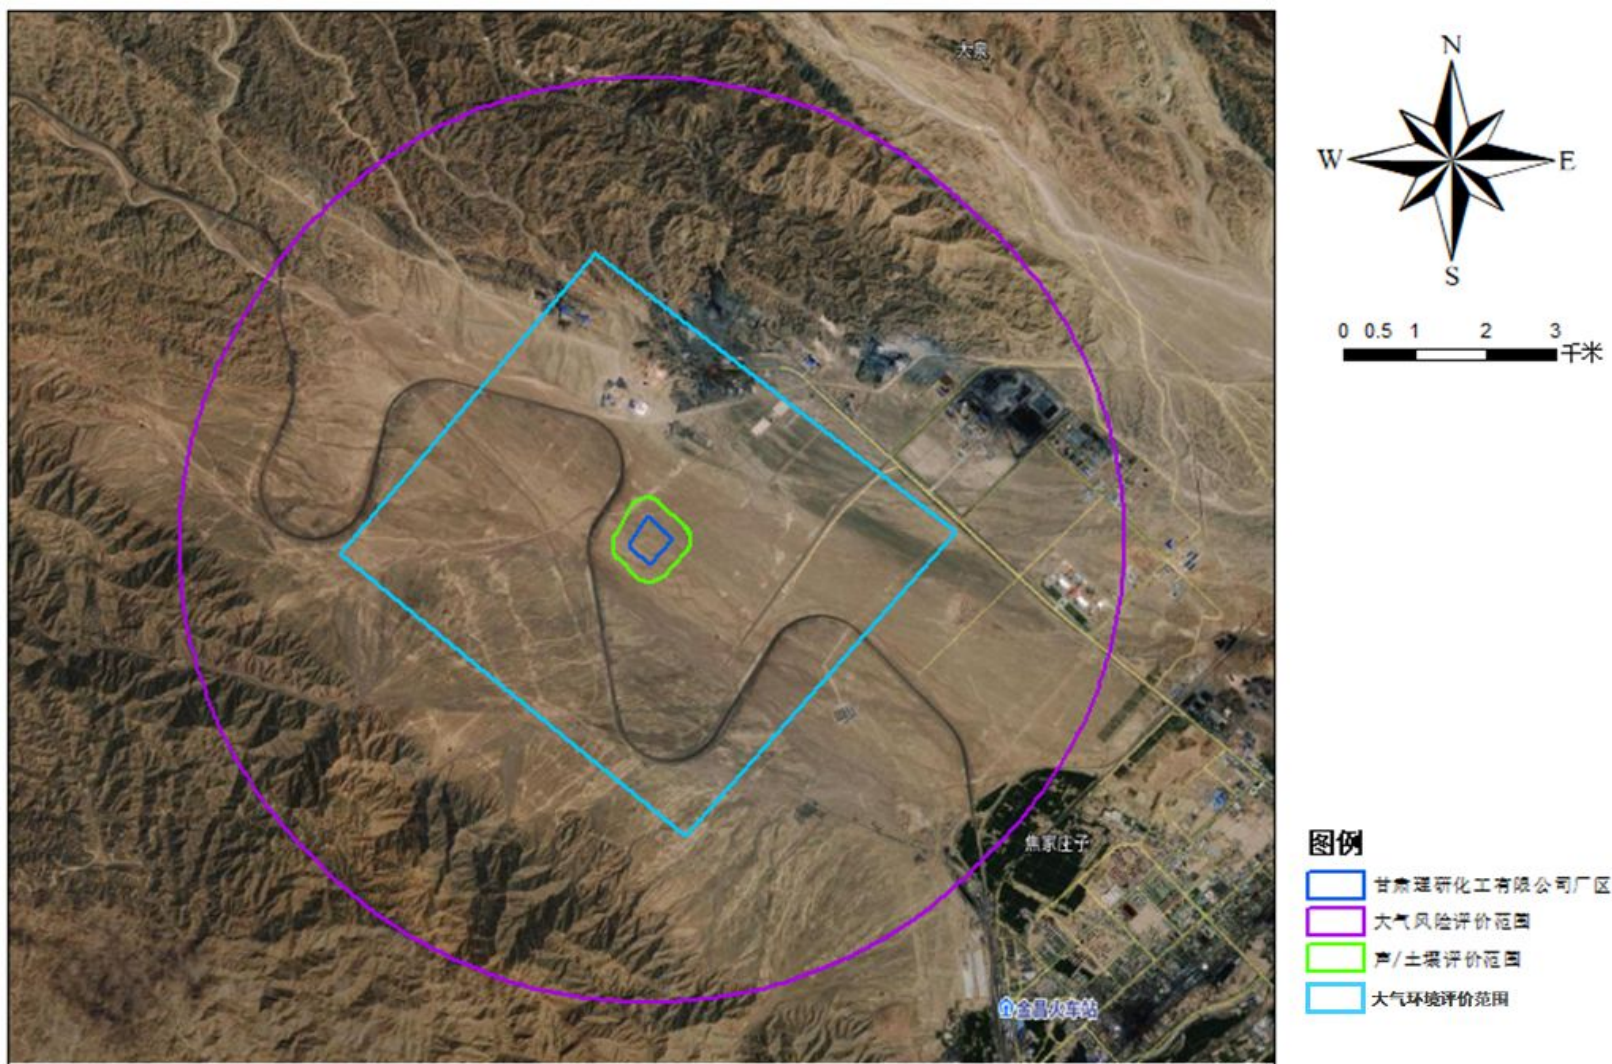 大泉
N
W
E
S
0 0.5 1 2 3
千米
焦家庄子
金昌火车站
图例
甘肃理研化工有限公司厂区
大气风险评价范围
声/土壤评价范围
大气环境评价范围